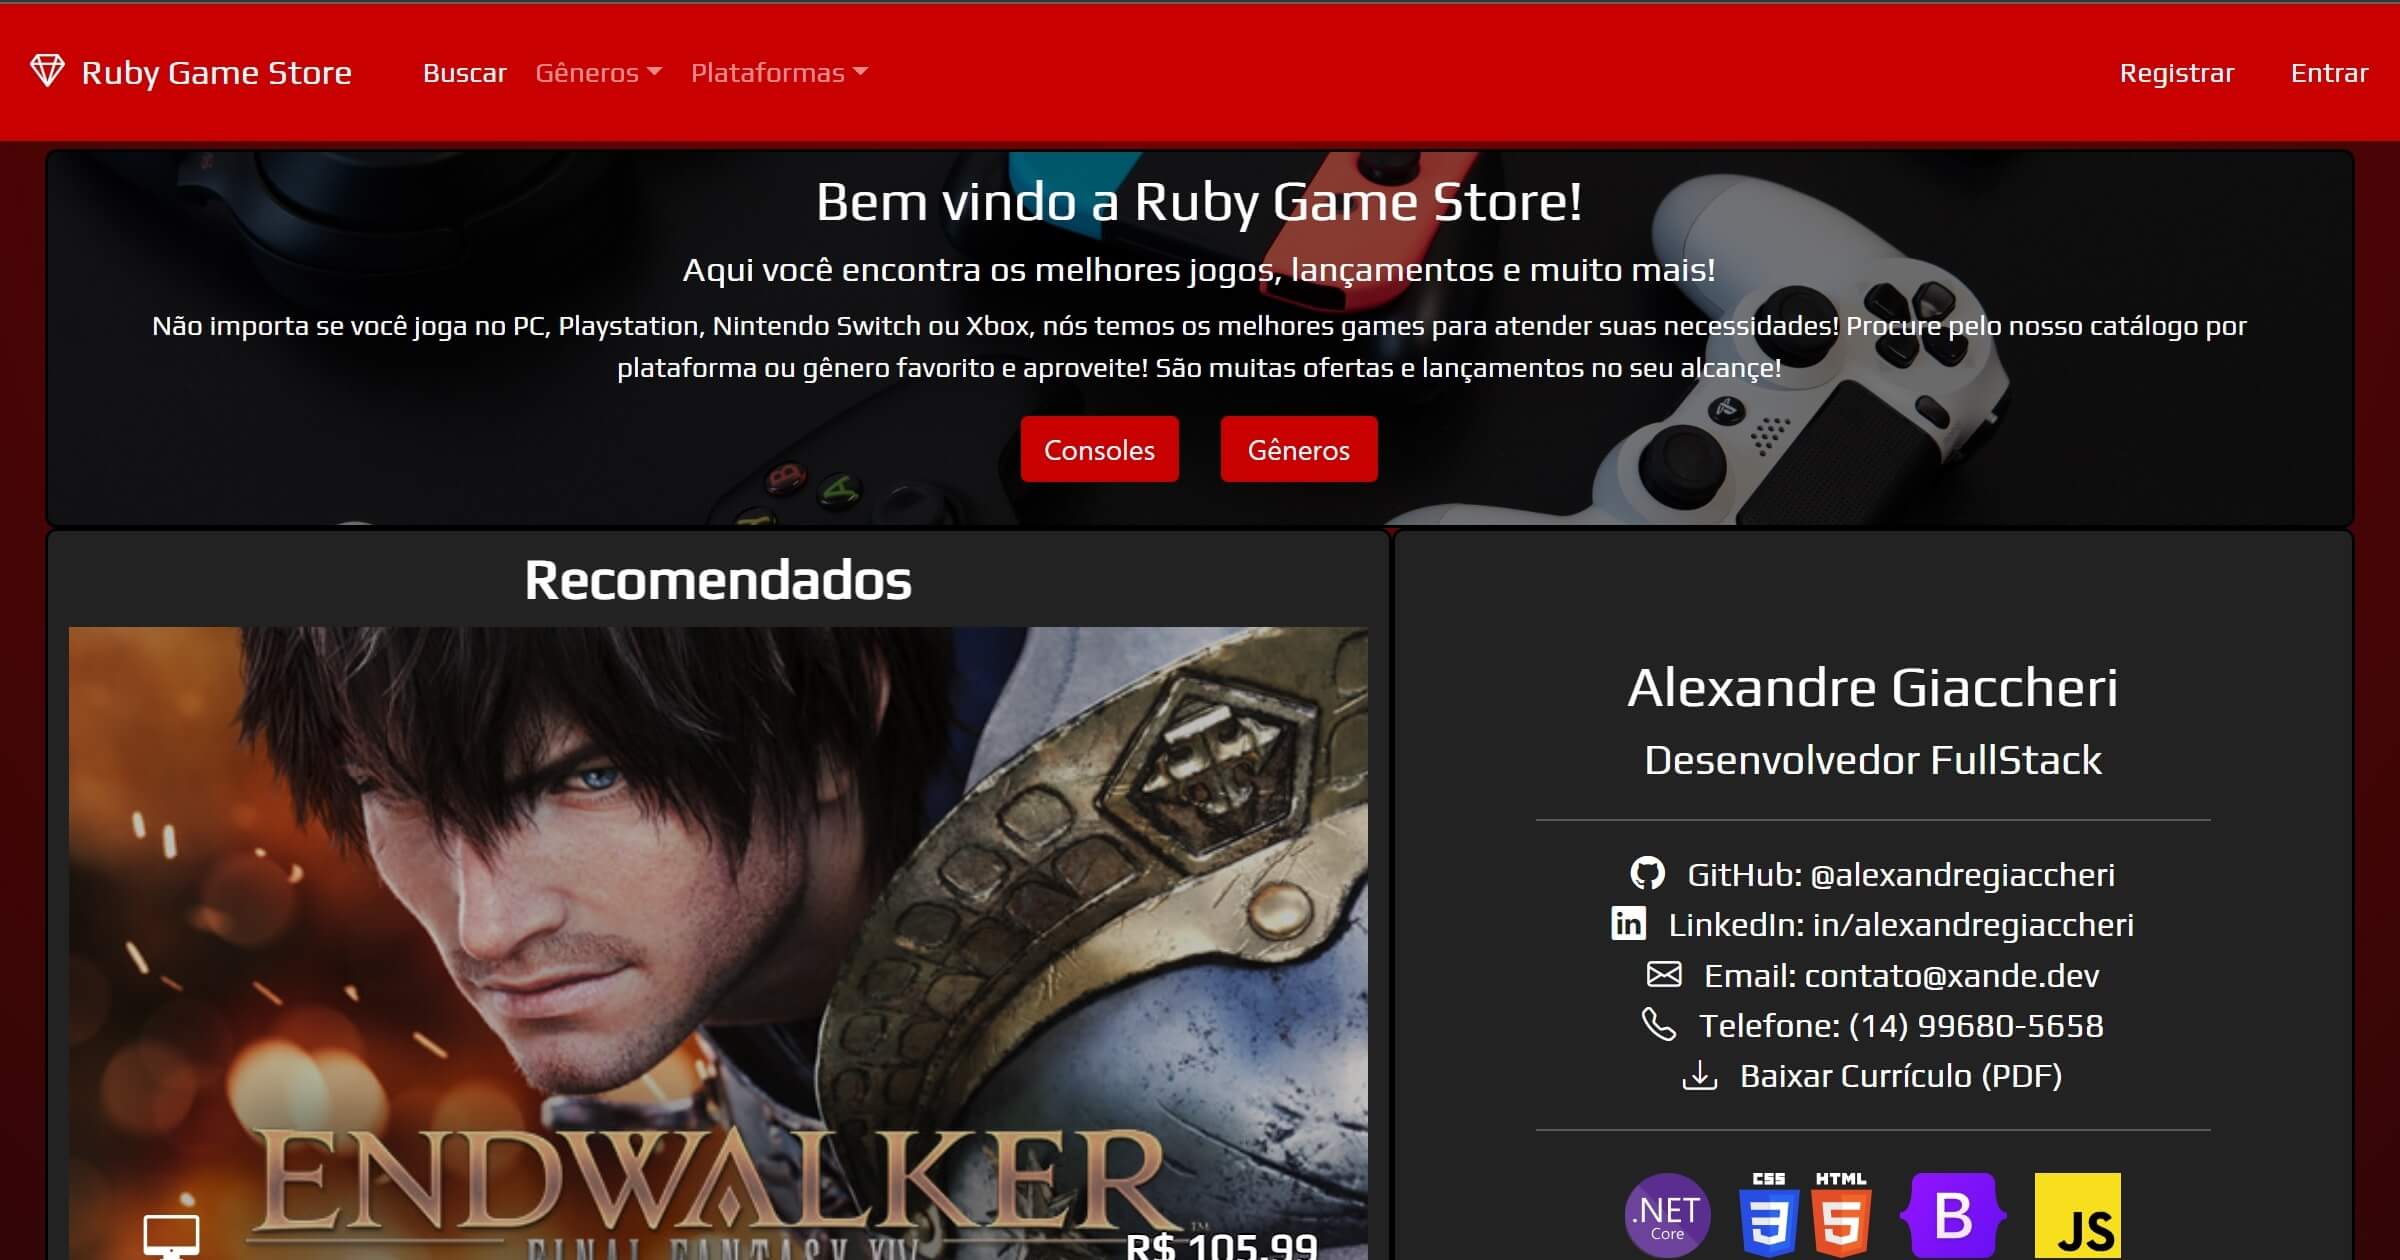 Ruby Game Store
Buscar
Gêneros
Plataformas
Registrar
Entrar
Bem vindo a Ruby Game Store!
Aqui você encontra os melhores jogos, lançamentos e muito mais!
Não importa se você joga no PC, Playstation, Nintendo Switch ou Xbox, nós temos os melhores games para atender suas necessidades! Procure pelo nosso catálogo por
plataforma ou gênero favorito e aproveite! São muitas ofertas e lançamentos no seu alcançe!
Consoles
Gêneros
B
A
Recomendados
ENDWALKER™
FINAL FANTASY XIV
R$ 105,99
Alexandre Giaccheri
Desenvolvedor FullStack
GitHub: @alexandregiaccheri
in LinkedIn: in/alexandregiaccheri
Email: contato@xande.dev
Telefone: (14) 99680-5658
Baixar Currículo (PDF)
.NET
Core
CSS
3
HTML
5
B
JS